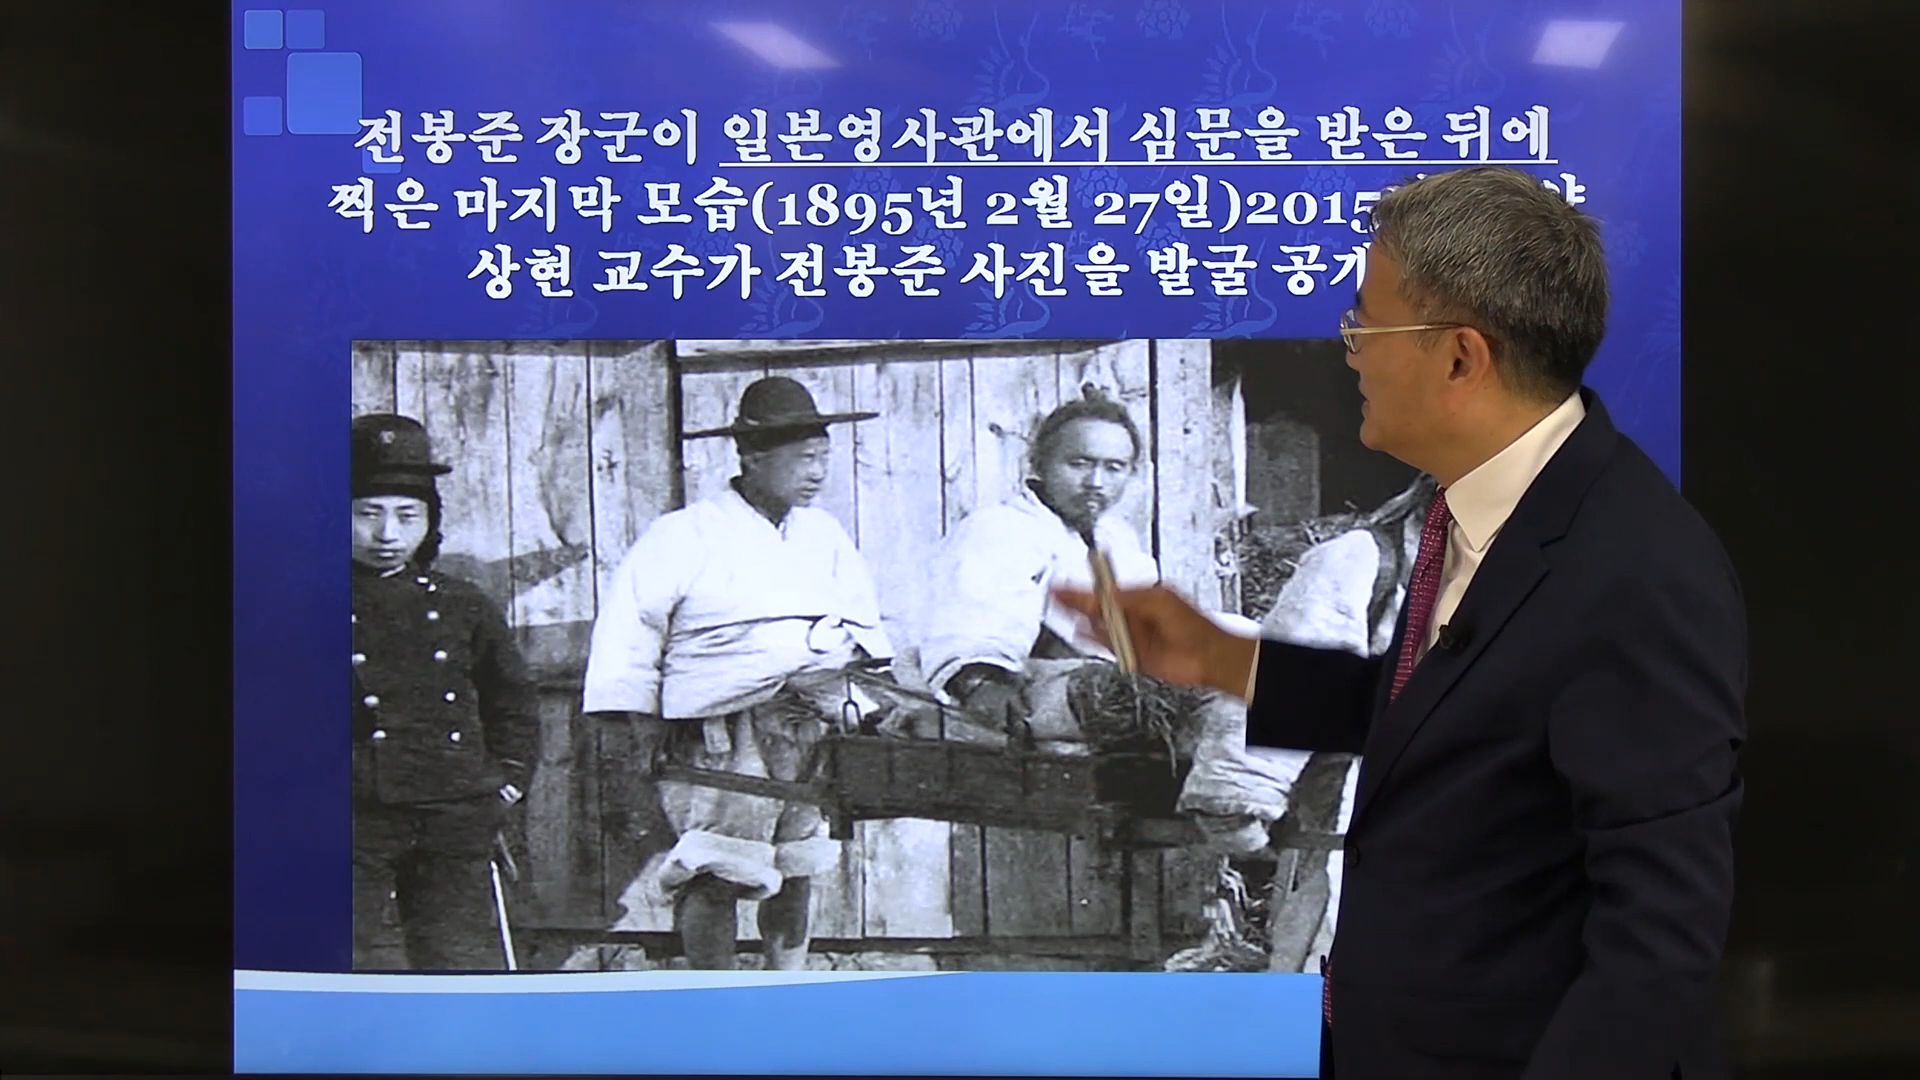 전봉준 장군이 일본영사관에서 심문을 받은 뒤에
찍은 마지막 모습(1895년 2월 27일)2015
상현 교수가 전봉준 사진을 발굴 공개